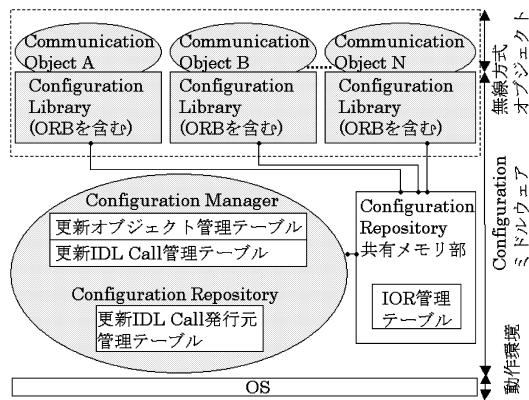 Communication
Object A
Communication
Object B
......
Communication
Object N
Configuration
Library
(ORBを含む)
Configuration
Library
(ORBを含む)
Configuration
Library
(ORBを含む)
無線方式
オブジェクト
Configuration Manager
更新オブジェクト管理テーブル
更新IDL Call管理テーブル
Configuration Repository
更新IDL Call発行元
管理テーブル
Configuration
Repository
共有メモリ部
IOR管理
テーブル
Configuration
ミドルウェア
OS
動作環境